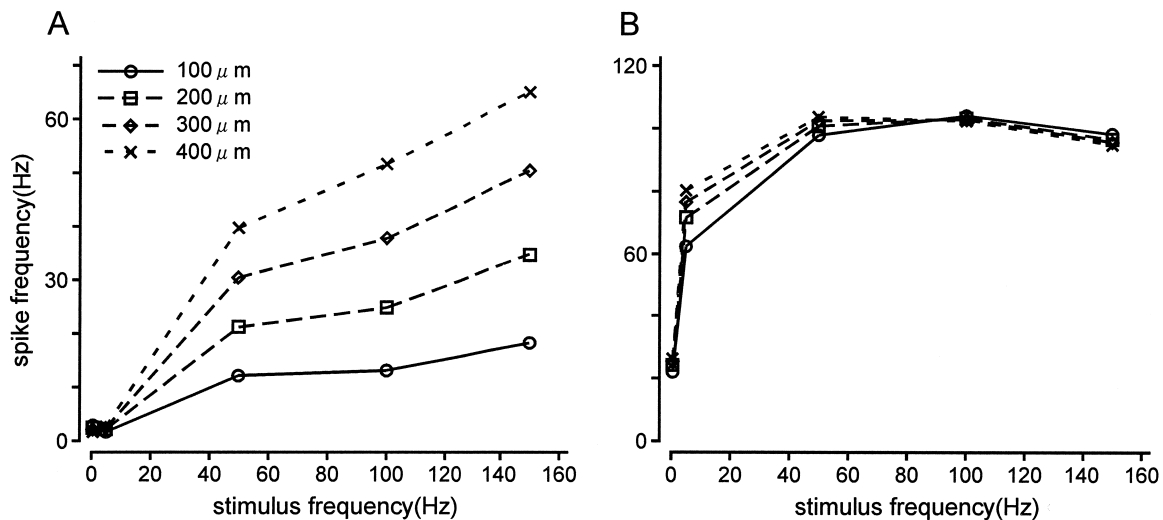 A
B
100 μ m
200 μ m
300 μ m
400 μ m
60
30
0
spike frequency(Hz)
0 20 40 60 80 100 120 140 160
stimulus frequency(Hz)
120
60
0
0 20 40 60 80 100 120 140 160
stimulus frequency(Hz)